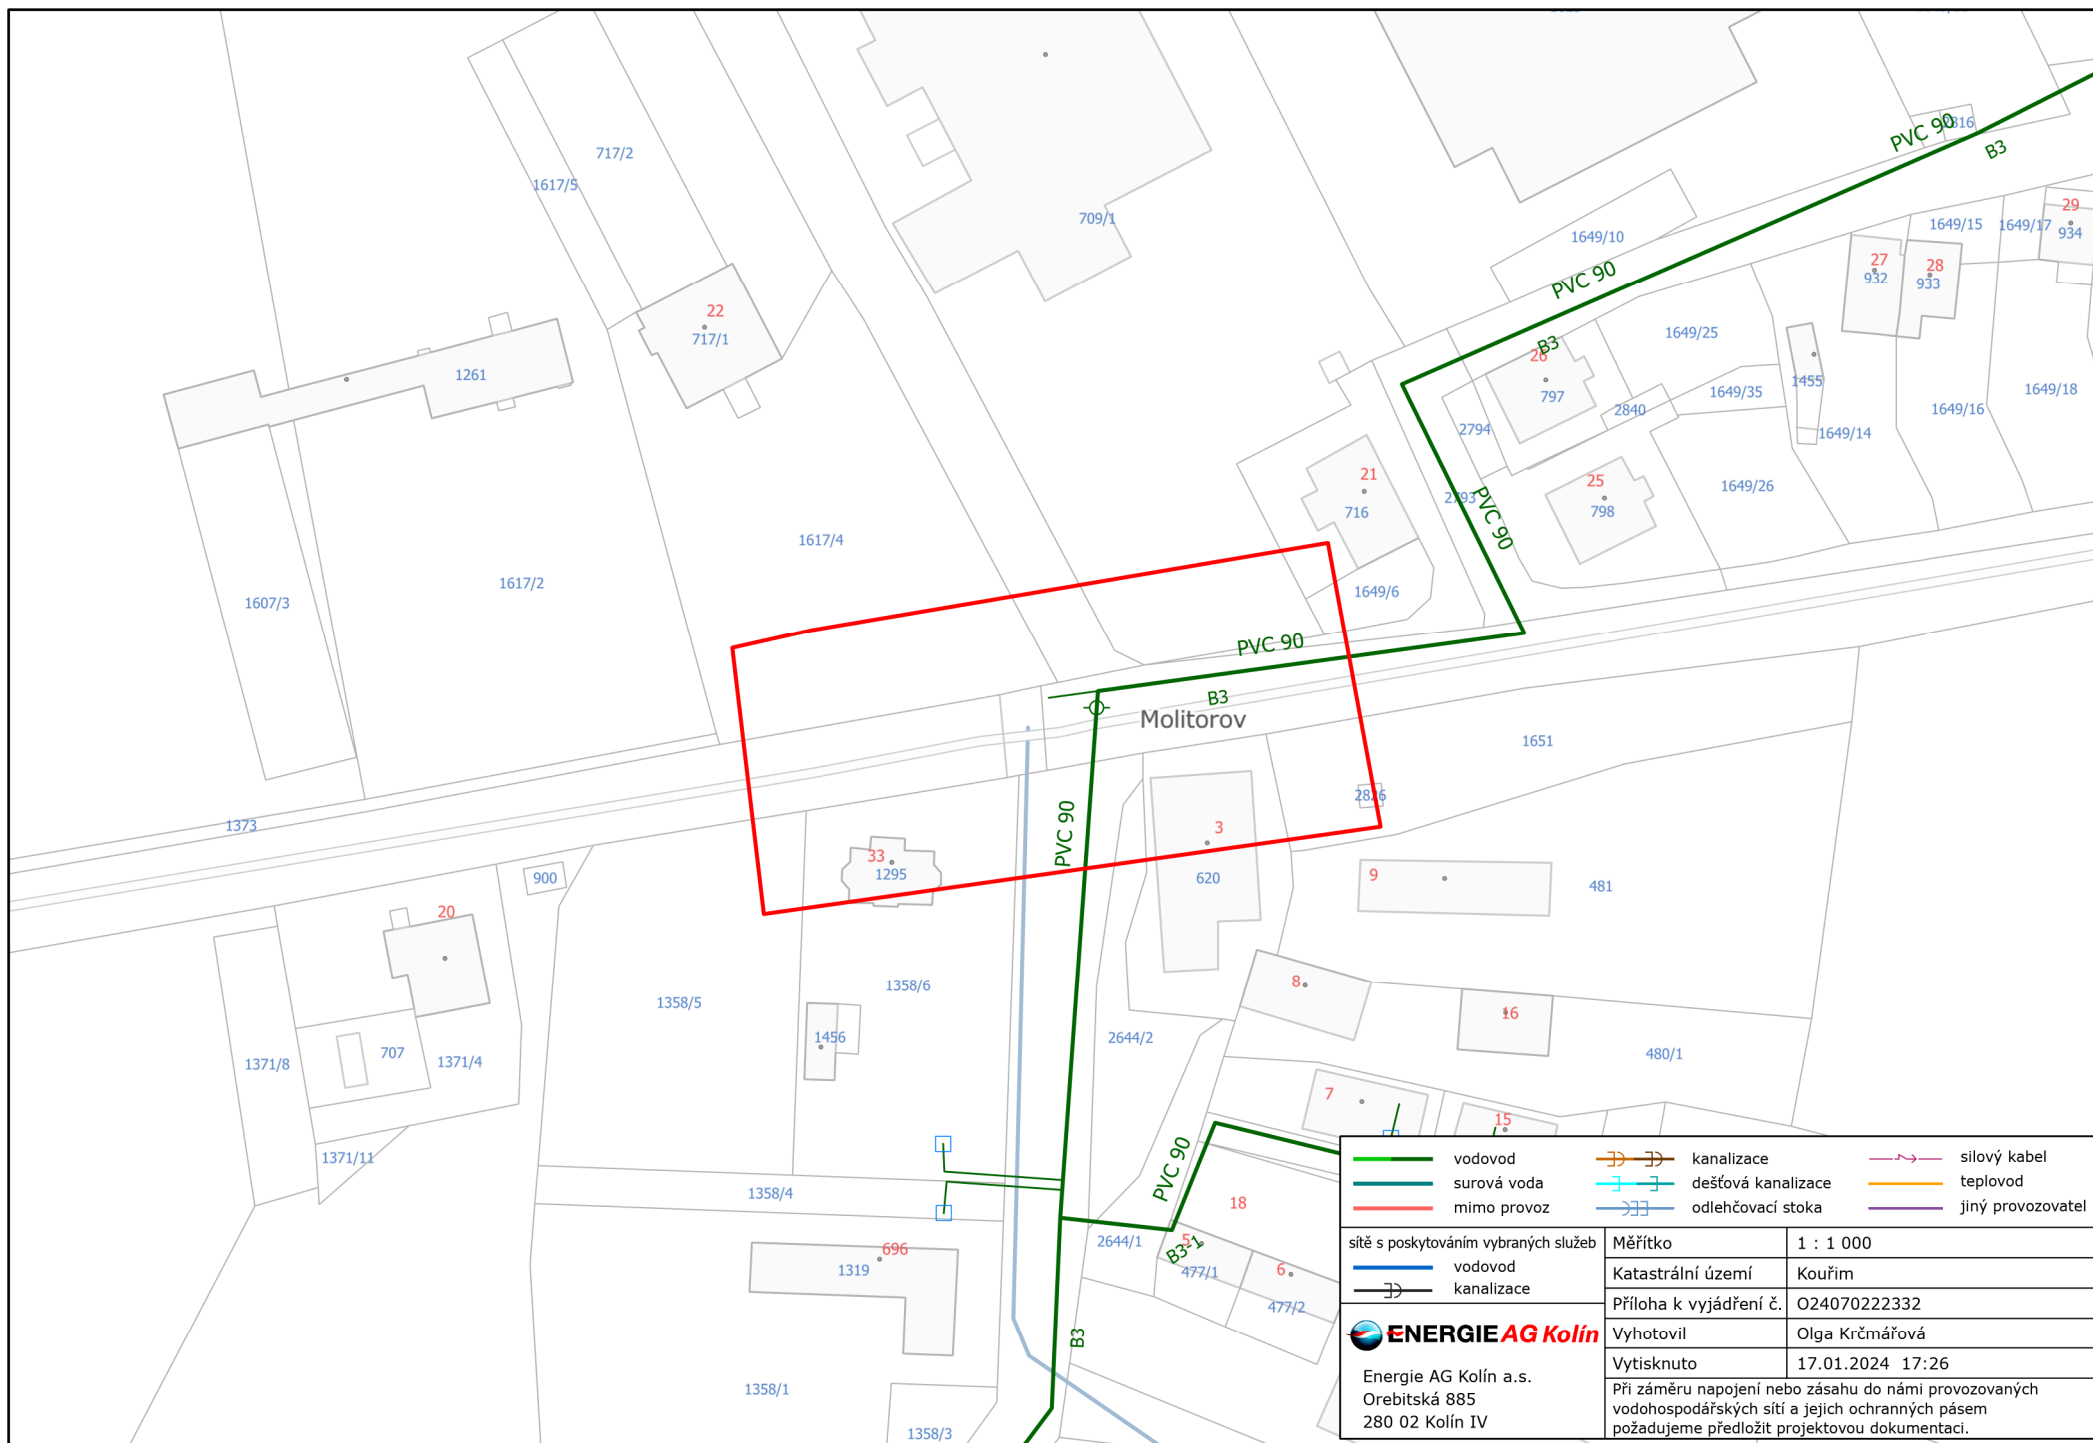 2816
PVC 90
B3
717/2
1617/5
709/1
1649/10
1649/15
1649/17
29
934
27
932
28
933
PVC 90
22
717/1
1649/25
B3
26
797
1261
1455
1649/35
1649/18
2840
1649/16
2794
1649/14
21
716
2793
PVC 90
25
798
1649/26
1617/4
1617/2
1607/3
1649/6
PVC 90
B3
Molitorov
1651
2826
1373
PVC 90
3
620
33
1295
900
9
481
20
8
1358/5
1358/6
16
1456
2644/2
707
1371/8
1371/4
480/1
7
15
1371/11
PVC 90
1358/4
18
2644/1
5
B3-1
477/1
6
477/2
696
1319
B3
1358/1
1358/3
vodovod
kanalizace
silový kabel
surová voda
dešťová kanalizace
teplovod
mimo provoz
odlehčovací stoka
jiný provozovatel
sítě s poskytováním vybraných služeb
vodovod
kanalizace
Měřítko 1 : 1 000
Katastrální území Kouřim
Příloha k vyjádření č. O24070222332
Vyhotovil Olga Krčmářová
Vytisknuto 17.01.2024 17:26
ENERGIE AG Kolín
Energie AG Kolín a.s.
Orebitská 885
280 02 Kolín IV
Při záměru napojení nebo zásahu do námi provozovaných
vodohospodářských sítí a jejich ochranných pásem
požadujeme předložit projektovou dokumentaci.